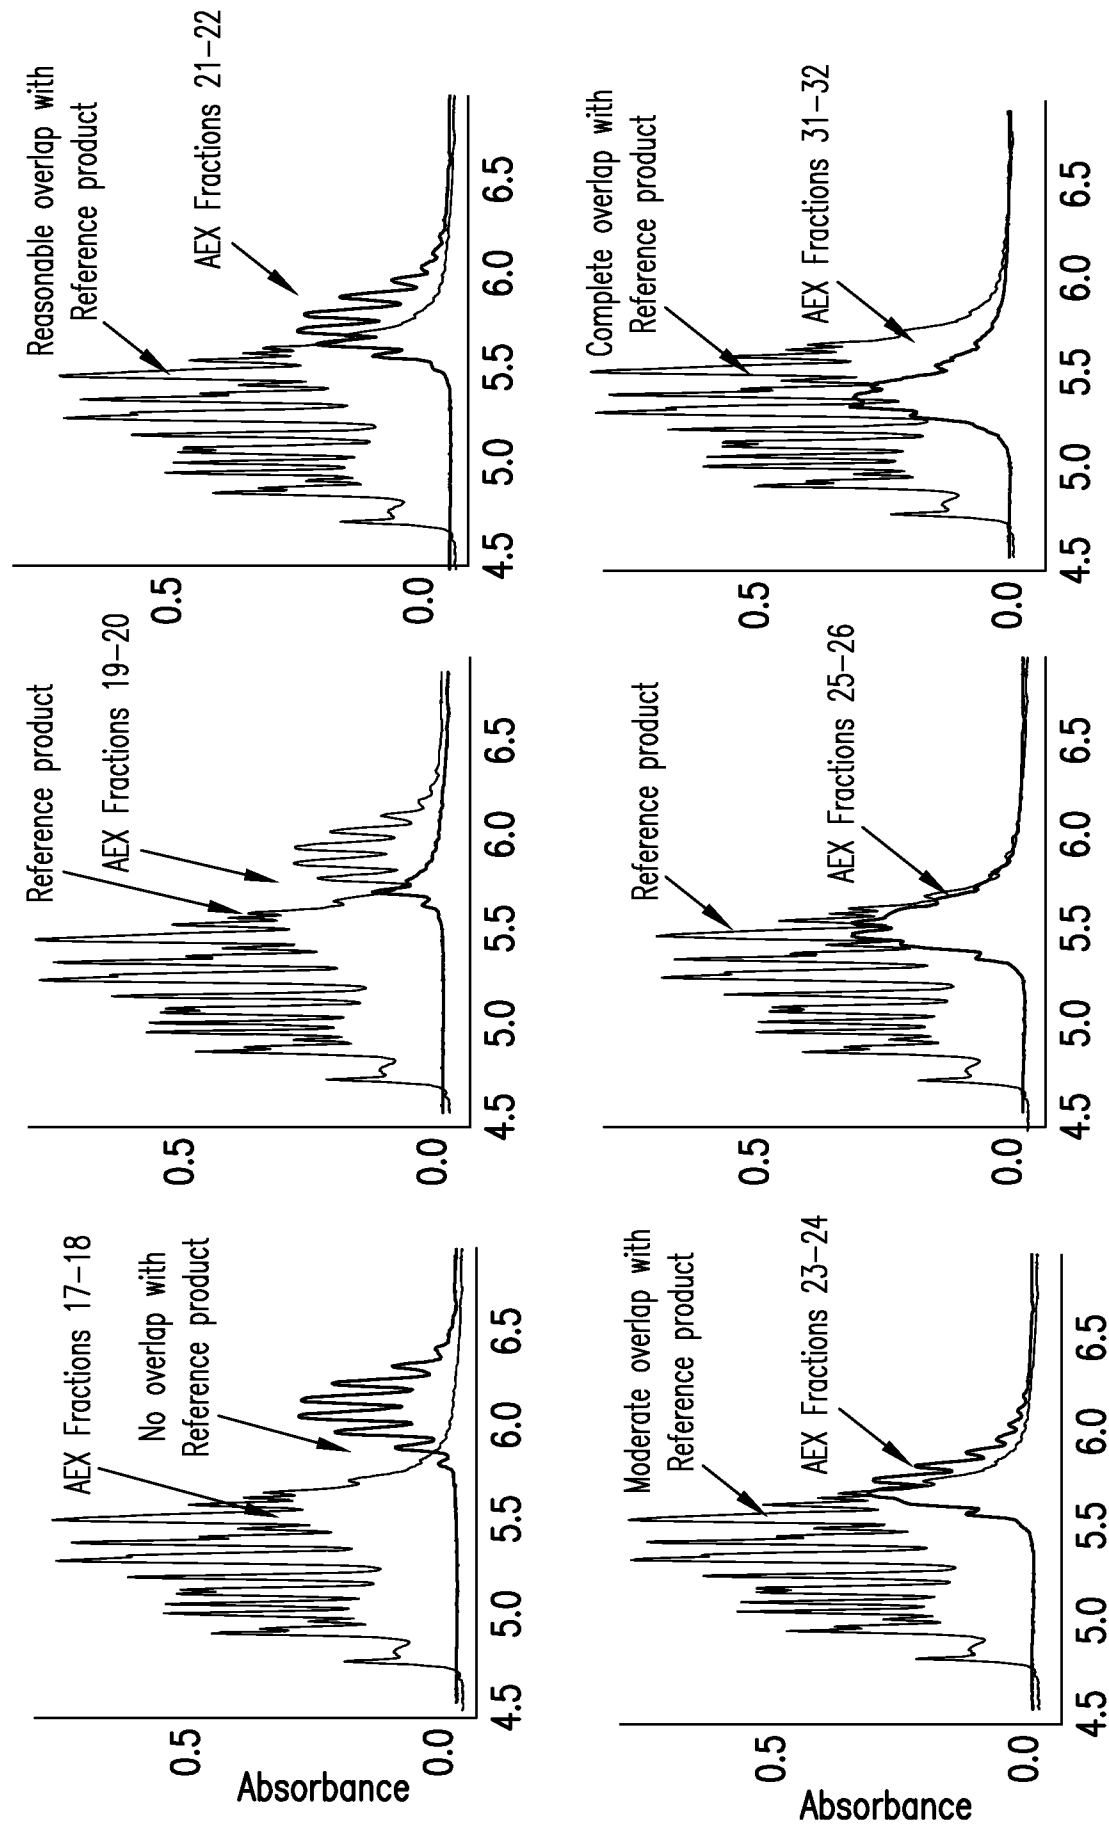 AEX Fractions 17–18
No overlap with
Reference product
0.5
0.0
Absorbance
4.5 5.0 5.5 6.0 6.5
Reference product
AEX Fractions 19–20
0.5
0.0
4.5 5.0 5.5 6.0 6.5
Reasonable overlap with
Reference product
AEX Fractions 21–22
0.5
0.0
4.5 5.0 5.5 6.0 6.5
Moderate overlap with
Reference product
AEX Fractions 23–24
0.5
0.0
Absorbance
4.5 5.0 5.5 6.0 6.5
Reference product
AEX Fractions 25–26
0.5
0.0
4.5 5.0 5.5 6.0 6.5
Complete overlap with
Reference product
AEX Fractions 31–32
0.5
0.0
4.5 5.0 5.5 6.0 6.5